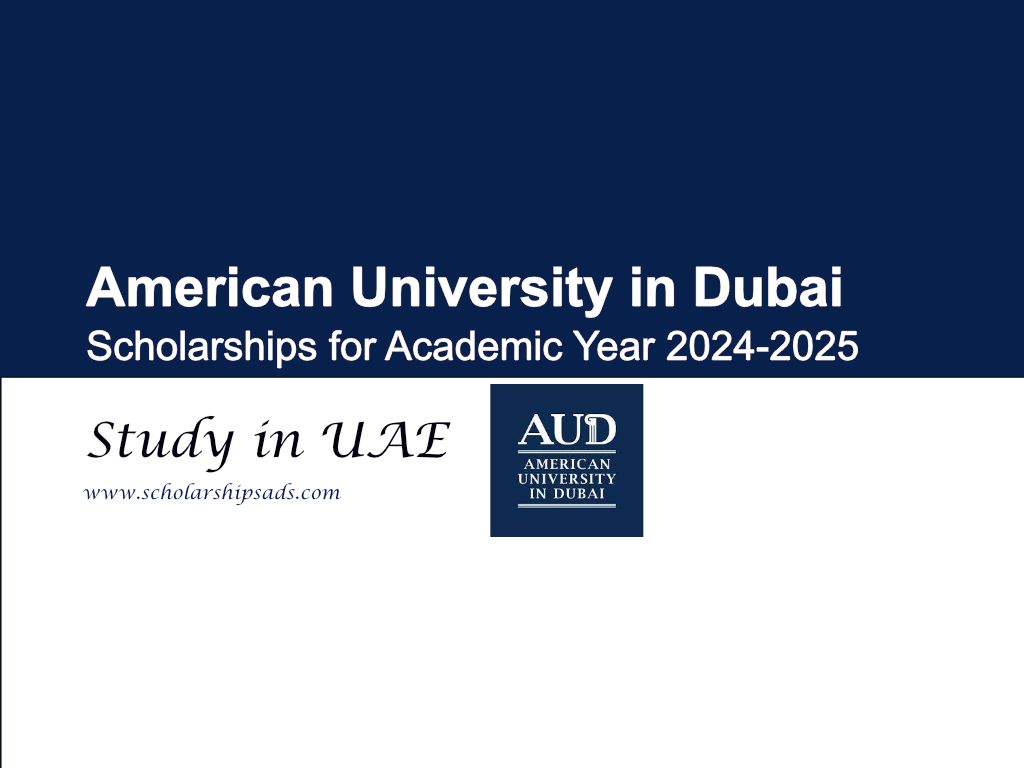 American University in Dubai
Scholarships for Academic Year 2024-2025
Study in UAE
www.scholarshipsads.com
AUD
AMERICAN
UNIVERSITY
IN DUBAI